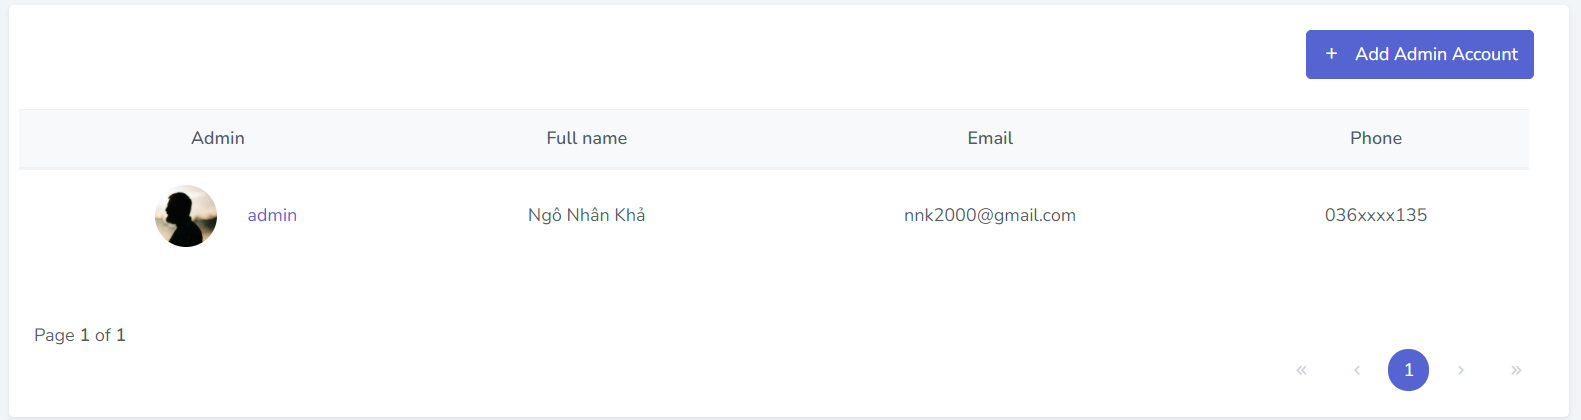 + Add Admin Account
Admin Full name Email Phone
admin Ngô Nhân Khả nnk2000@gmail.com 036xxxx135
Page 1 of 1
« ‹ 1 › »